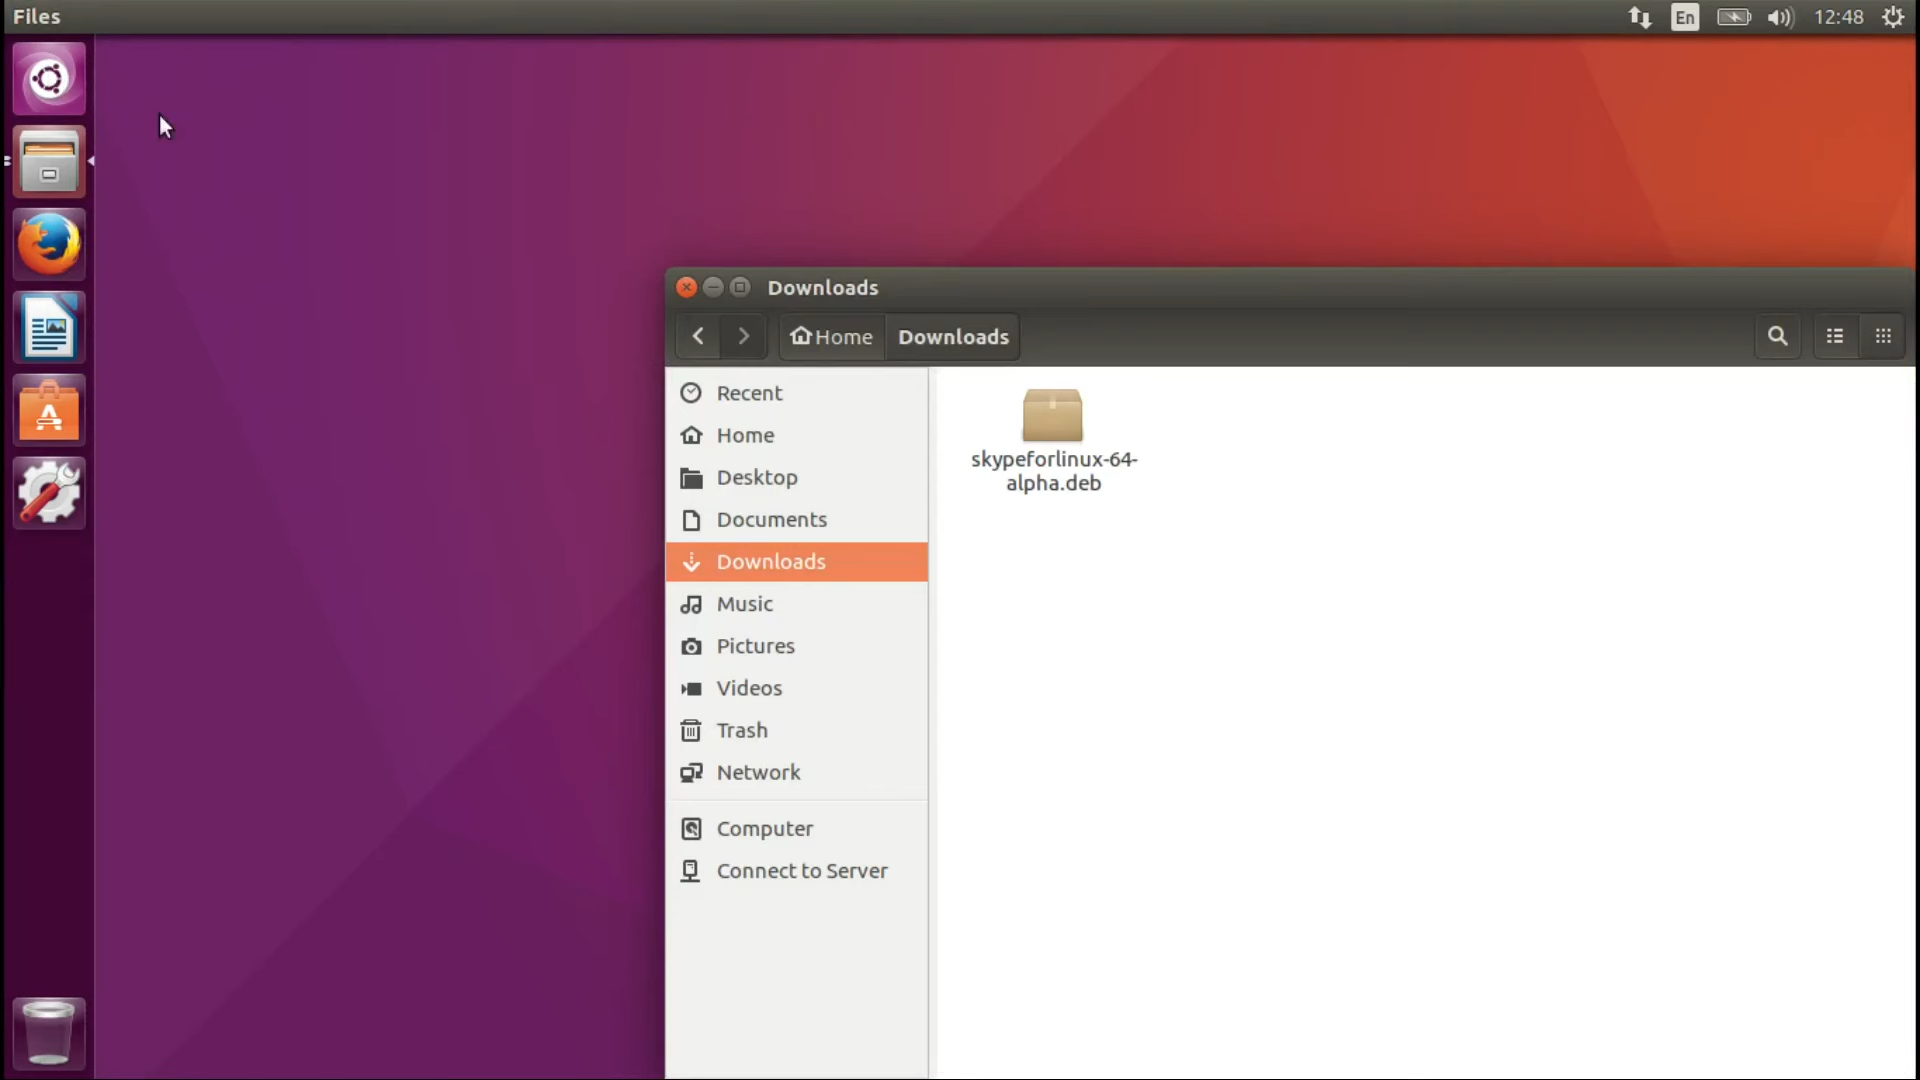 Files
En
12:48
Downloads
Home
Downloads
Recent
Home
Desktop
Documents
Downloads
Music
Pictures
Videos
Trash
Network
Computer
Connect to Server
skypeforlinux-64-
alpha.deb